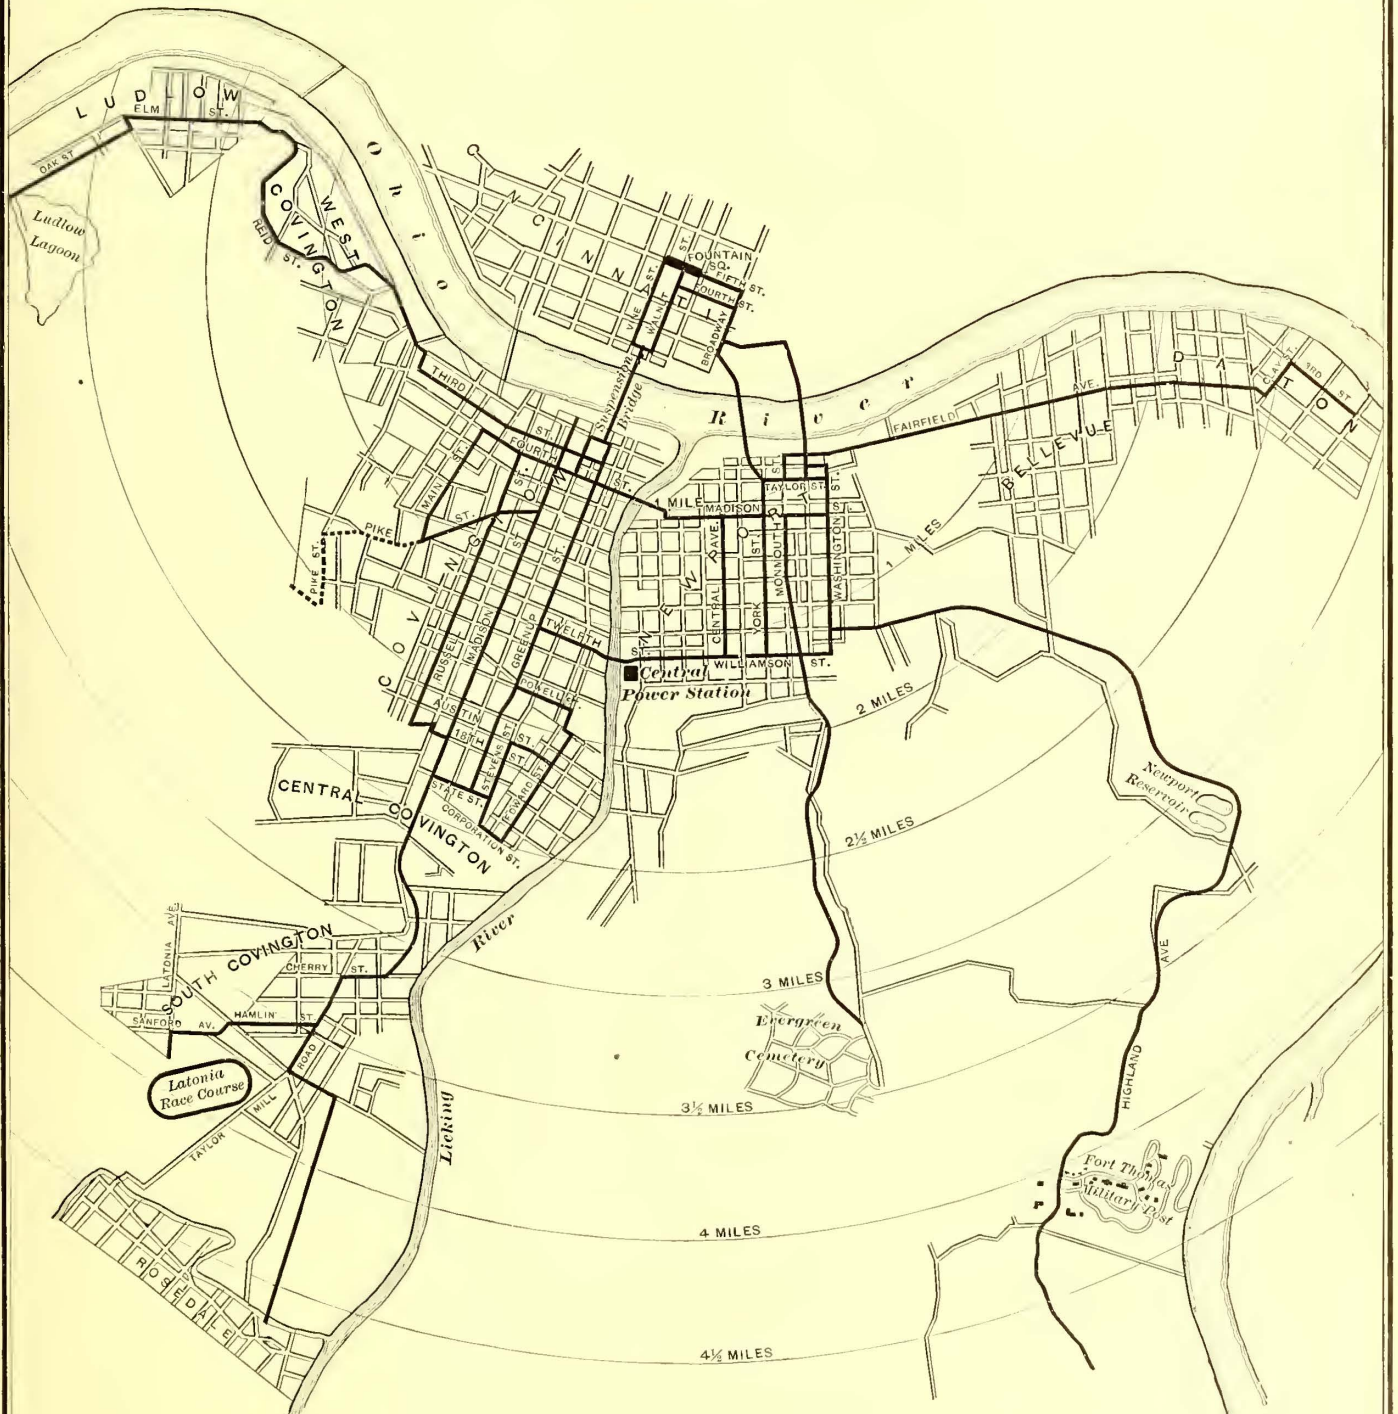 LUDLOW
ELM ST.
OAK ST
Ludlow
Lagoon
WEST
COVINGTON
REID ST.
Ohio
River
CINCINNATI
FOUNTAIN
SQ.
FIFTH ST.
FOURTH ST.
VINE ST.
WALNUT ST.
BROADWAY
Suspension
Bridge
THIRD ST.
FOURTH ST.
MAIN ST.
PIKE ST.
PIKE ST.
COVINGTON
RUSSELL
MADISON ST.
GREENUP ST.
TWELFTH ST.
POWELL ST.
AUSTIN
18TH ST.
STEVENS ST.
EDWARD ST.
STATE ST.
CORPORATION ST.
CENTRAL
COVINGTON
NEWPORT
1 MILE
MADISON S
TAYLOR ST.
CENTRAL AVE.
YORK ST
MONMOUTH
WASHINGTON ST.
WILLIAMSON ST.
Central
Power Station
FAIRFIELD AVE.
BELLEVUE
DAYTON
CLAY ST.
3RD ST
1 MILES
2 MILES
2½ MILES
3 MILES
3½ MILES
4 MILES
4½ MILES
Newport
Reservoir
HIGHLAND AVE
Evergreen
Cemetery
Fort Thomas
Military Post
Licking
River
SOUTH COVINGTON
LATONIA AVE.
CHERRY ST.
SANFORD AV.
HAMLIN ST.
Latonia
Race Course
TAYLOR MILL ROAD
ROSEDALE